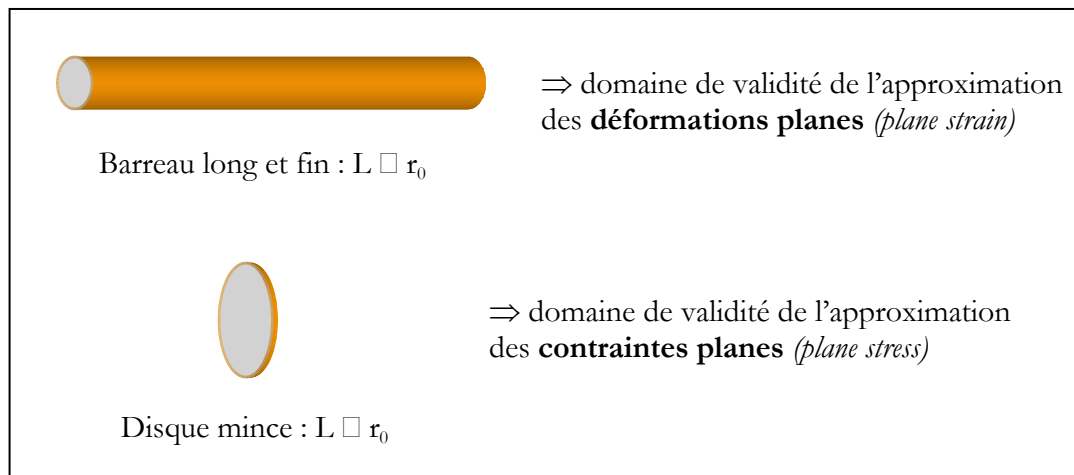 ⇒ domaine de validité de l’approximation
des déformations planes (plane strain)
Barreau long et fin : L □ r₀
⇒ domaine de validité de l’approximation
des contraintes planes (plane stress)
Disque mince : L □ r₀